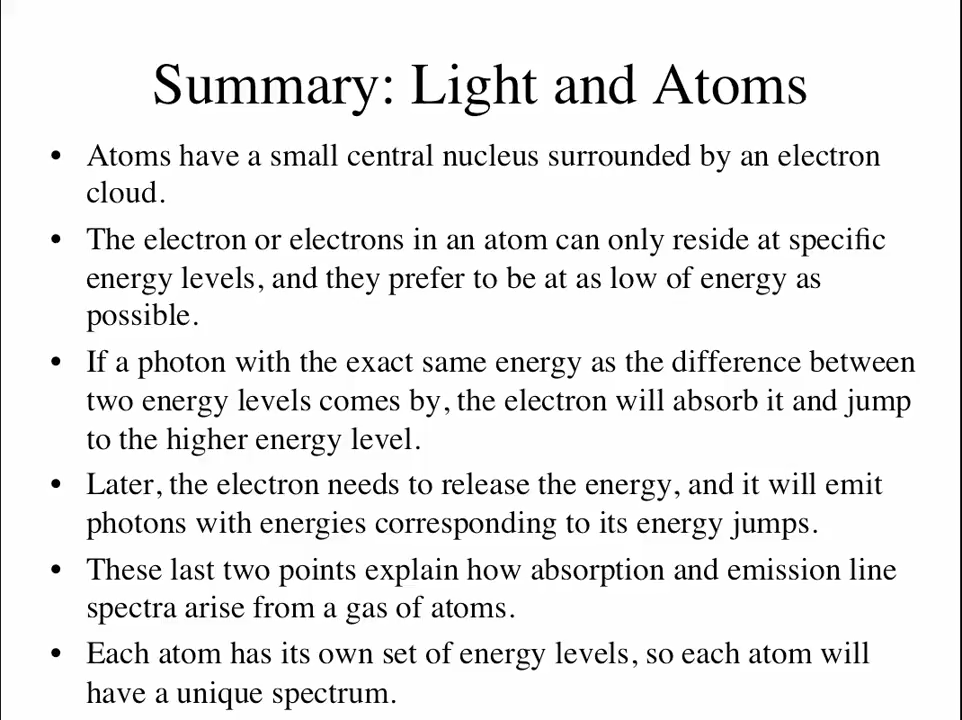 Summary: Light and Atoms
• Atoms have a small central nucleus surrounded by an electron
cloud.
• The electron or electrons in an atom can only reside at specific
energy levels, and they prefer to be at as low of energy as
possible.
• If a photon with the exact same energy as the difference between
two energy levels comes by, the electron will absorb it and jump
to the higher energy level.
• Later, the electron needs to release the energy, and it will emit
photons with energies corresponding to its energy jumps.
• These last two points explain how absorption and emission line
spectra arise from a gas of atoms.
• Each atom has its own set of energy levels, so each atom will
have a unique spectrum.